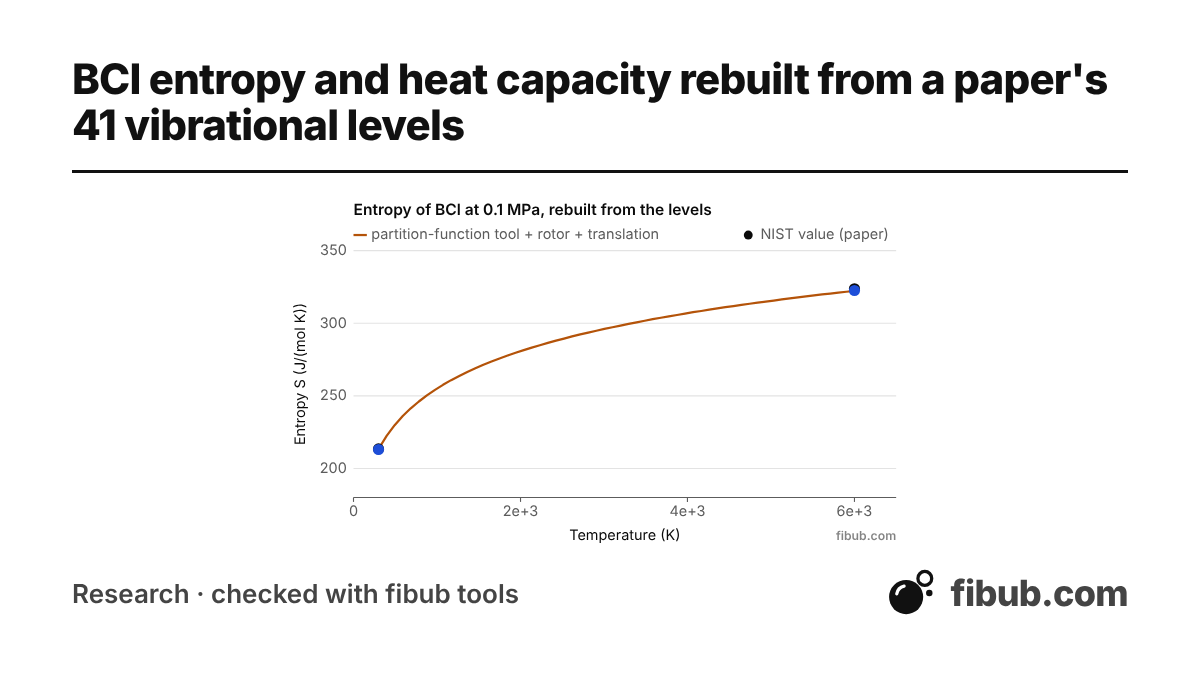 BCl entropy and heat capacity rebuilt from a paper's
41 vibrational levels
Entropy of BCl at 0.1 MPa, rebuilt from the levels
partition-function tool + rotor + translation
NIST value (paper)
350
300
250
200
Entropy S (J/(mol K))
0
2e+3
4e+3
6e+3
Temperature (K)
fibub.com
Research · checked with fibub tools
fibub.com